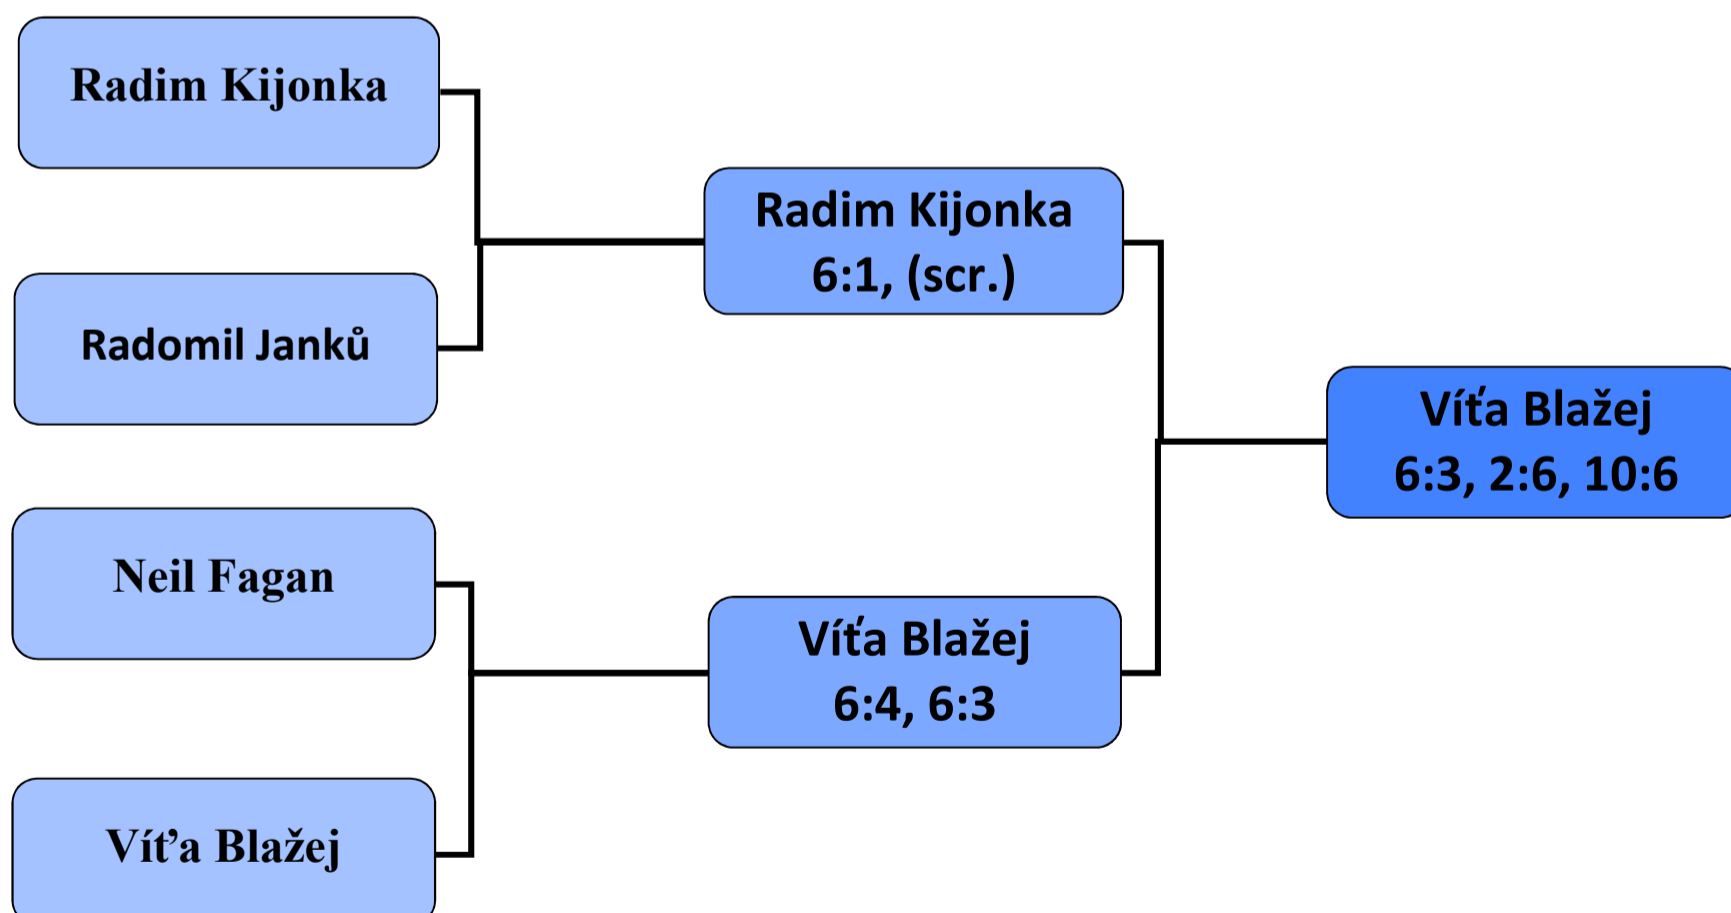 Radim Kijonka
Radomil Janků
Neil Fagan
Víťa Blažej
Radim Kijonka
6:1, (scr.)
Víťa Blažej
6:4, 6:3
Víťa Blažej
6:3, 2:6, 10:6